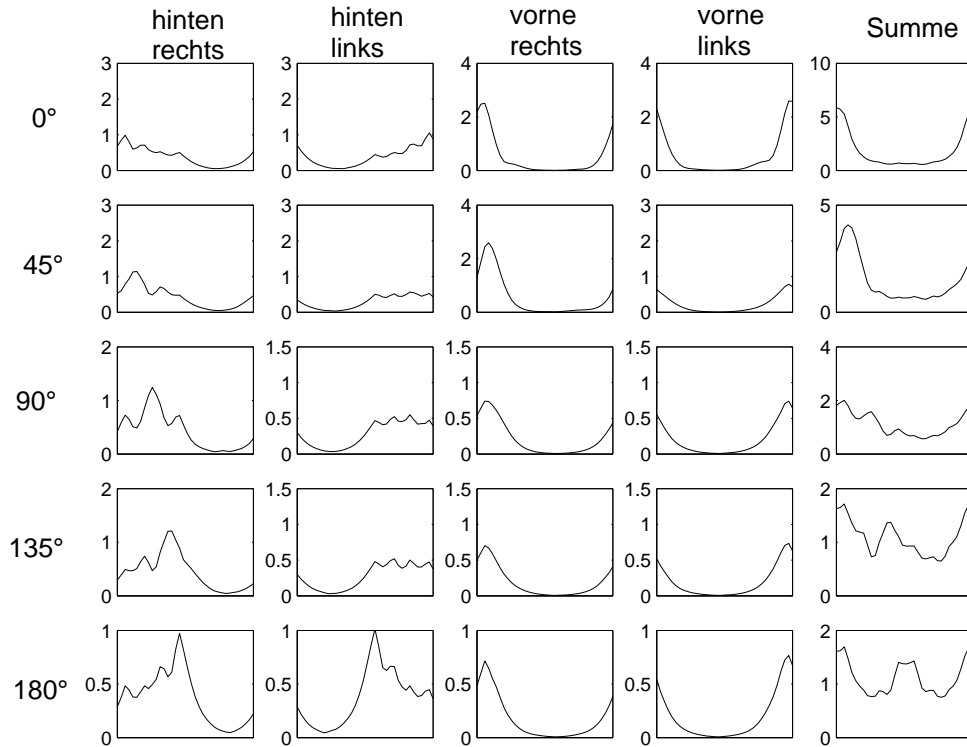 hinten rechts
hinten links
vorne rechts
vorne links
Summe
3 3 4 4 10
2 2
0° 2 2 5
1 1
0 0 0 0 0
3 3 4 3 5
2 2 2
45° 2
1 1 1
0 0 0 0 0
2 1.5 1.5 1.5 4
1 1 1
90° 1 2
0.5 0.5 0.5
0 0 0 0 0
2 1.5 1.5 1.5 2
1 1 1
135° 1 1
0.5 0.5 0.5
0 0 0 0 0
1 1 1 1 2
180° 0.5 0.5 0.5 0.5 1
0 0 0 0 0